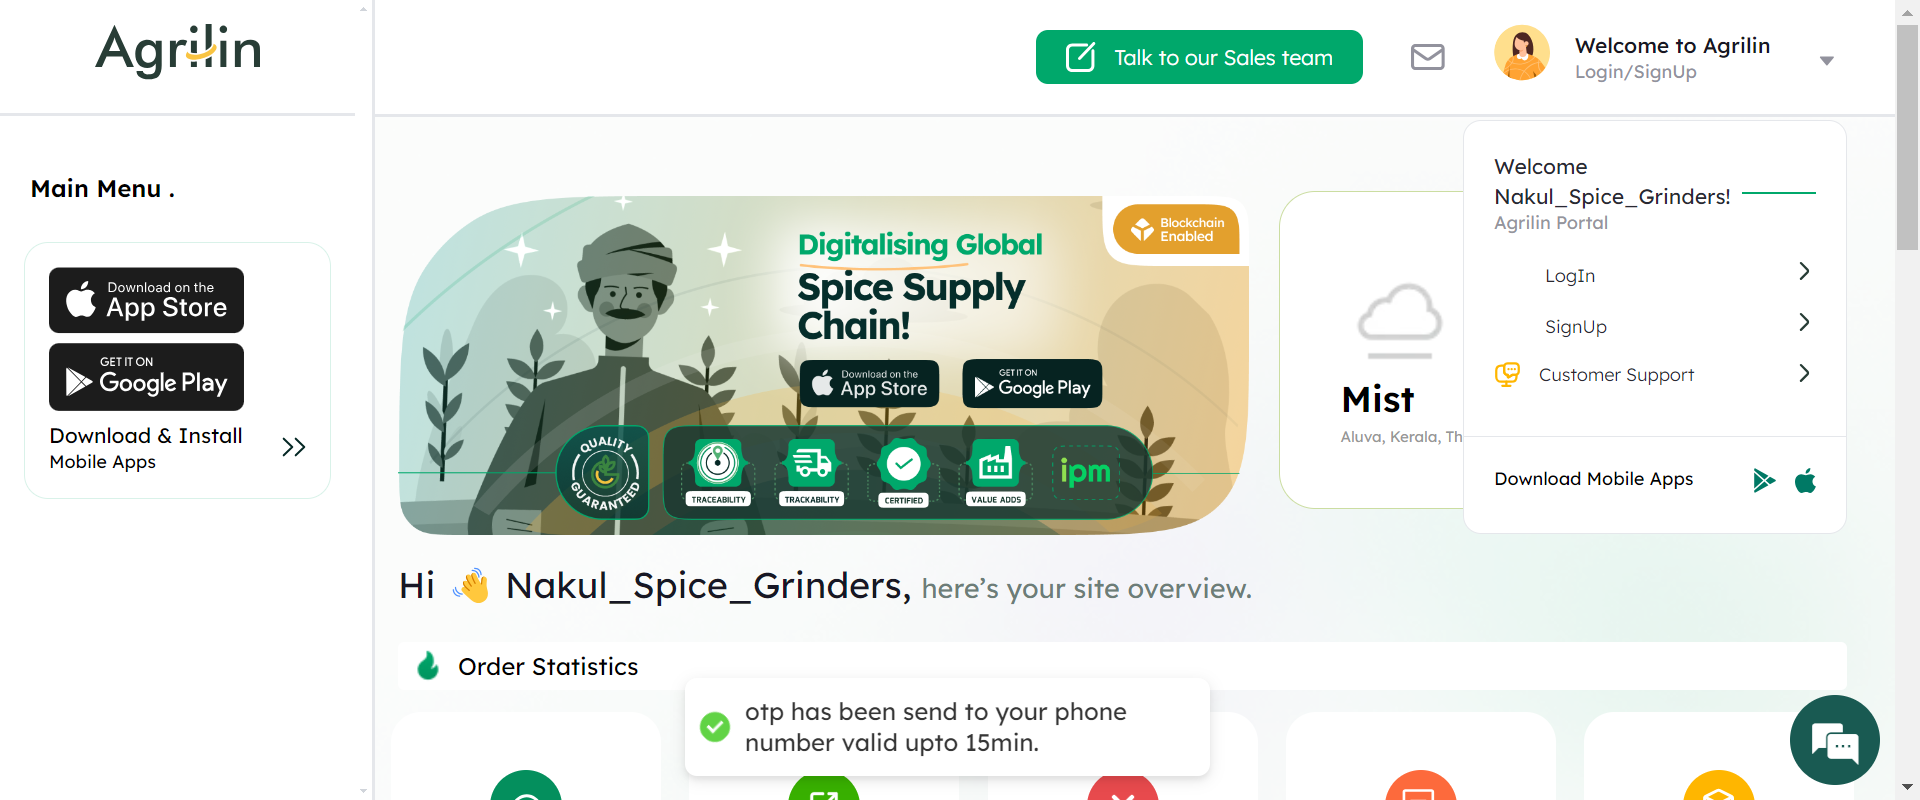 Agrilin
Talk to our Sales team
Welcome to Agrilin
Login/SignUp
Main Menu .
Download on the
App Store
GET IT ON
Google Play
Download & Install
Mobile Apps
Digitalising Global
Spice Supply
Chain!
Blockchain
Enabled
Download on the
App Store
GET IT ON
Google Play
QUALITY
GUARANTEED
TRACEABILITY
TRACKABILITY
CERTIFIED
VALUE ADDS
ipm
Mist
Aluva, Kerala, Th
Welcome
Nakul_Spice_Grinders!
Agrilin Portal
LogIn
SignUp
Customer Support
Download Mobile Apps
Hi 👋 Nakul_Spice_Grinders, here’s your site overview.
Order Statistics
otp has been send to your phone
number valid upto 15min.